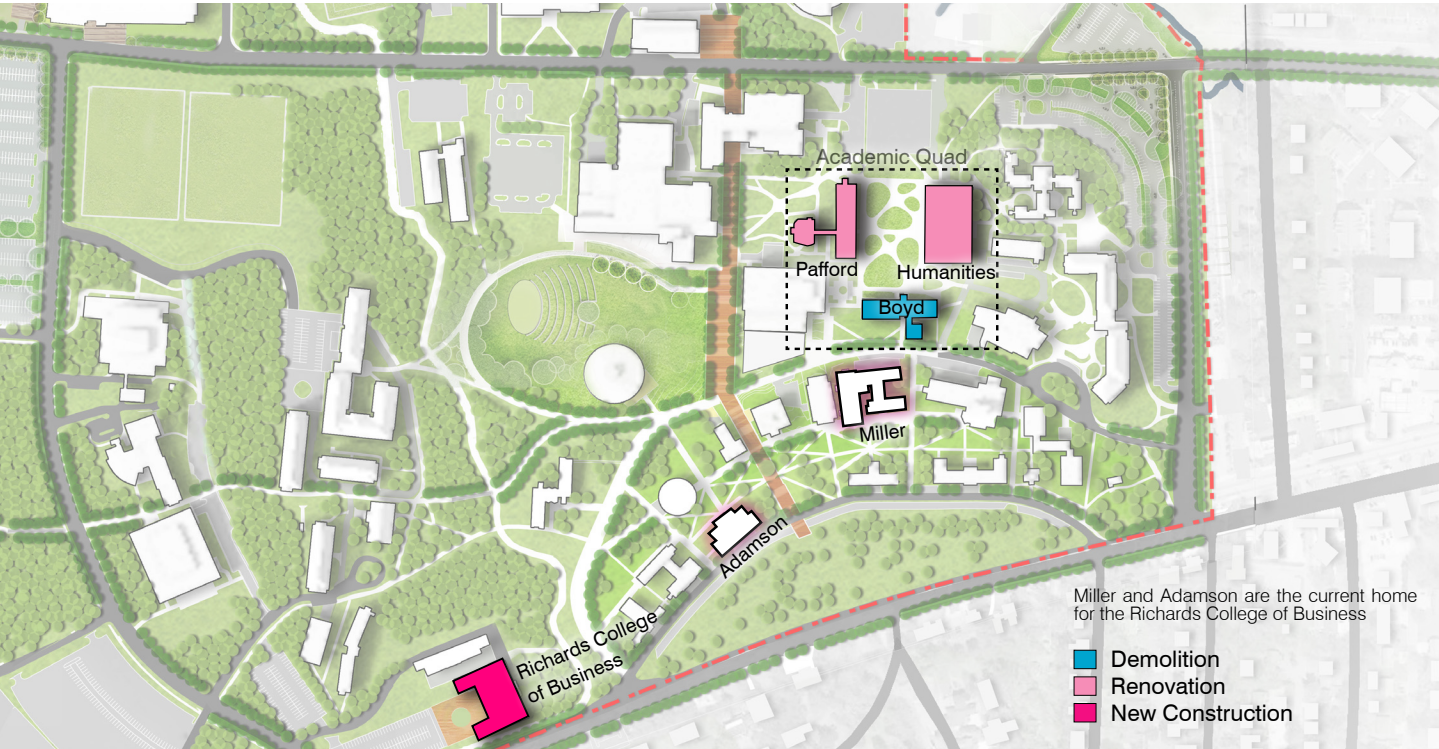 Academic Quad
Pafford
Humanities
Boyd
Miller
Adamson
Richards College
of Business
Miller and Adamson are the current home
for the Richards College of Business
Demolition
Renovation
New Construction